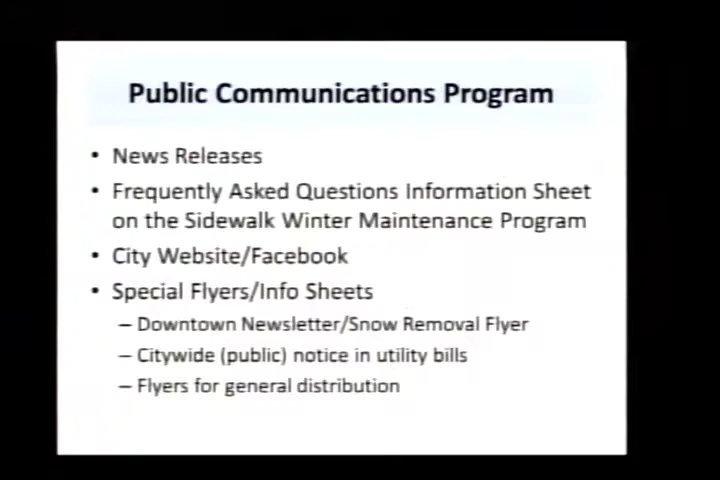 Public Communications Program
• News Releases
• Frequently Asked Questions Information Sheet
on the Sidewalk Winter Maintenance Program
• City Website/Facebook
• Special Flyers/Info Sheets
– Downtown Newsletter/Snow Removal Flyer
– Citywide (public) notice in utility bills
– Flyers for general distribution